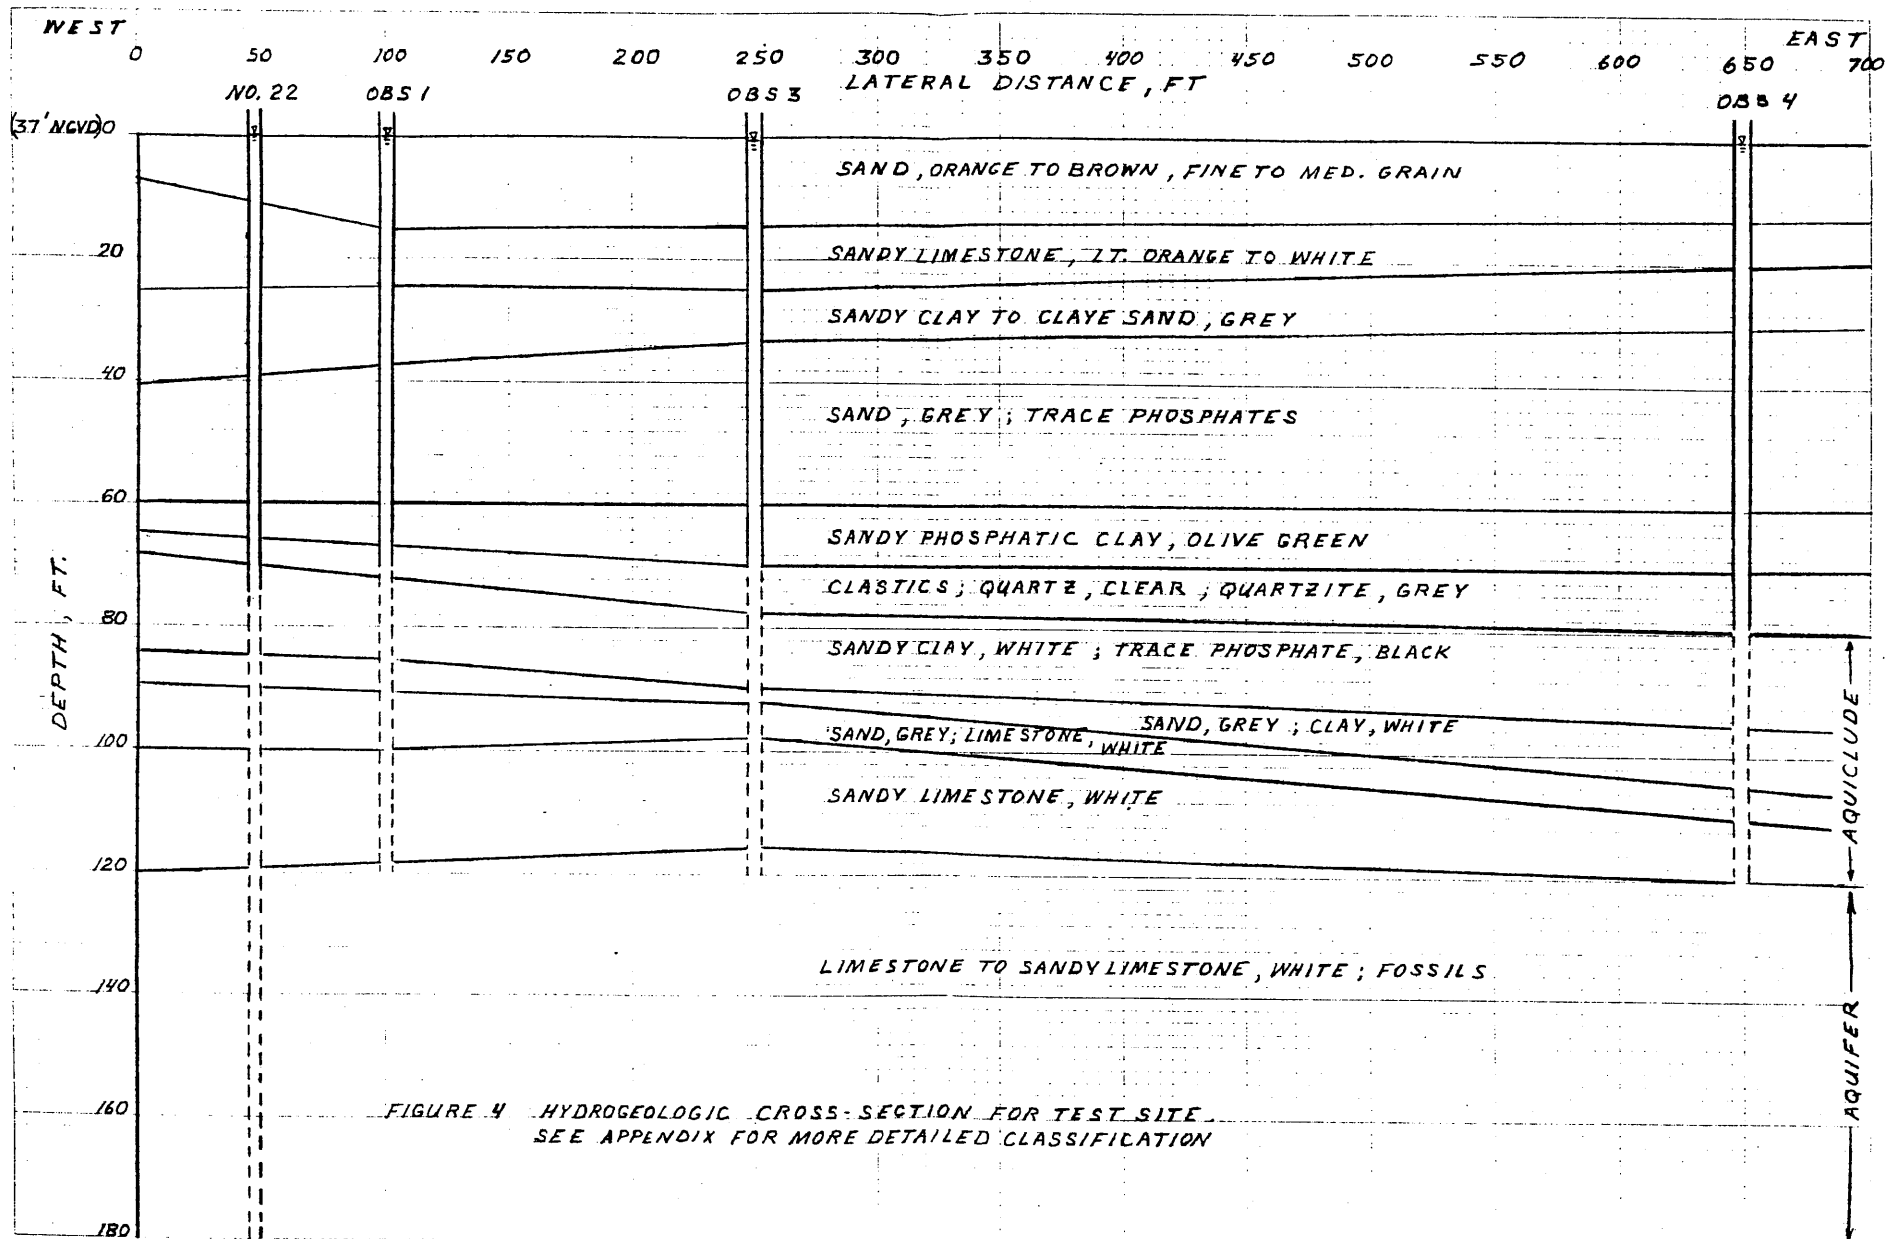 WEST
EAST
0 50 100 150 200 250 300 350 400 450 500 550 600 650 700
LATERAL DISTANCE, FT
NO. 22 OBS 1 OBS 3 OBS 4
(37' NGVD) 0
SAND, ORANGE TO BROWN, FINE TO MED. GRAIN
20
SANDY LIMESTONE, LT. ORANGE TO WHITE
SANDY CLAY TO CLAYE SAND, GREY
40
SAND, GREY; TRACE PHOSPHATES
60
SANDY PHOSPHATIC CLAY, OLIVE GREEN
CLASTICS; QUARTZ, CLEAR; QUARTZITE, GREY
80
SANDY CLAY, WHITE; TRACE PHOSPHATE, BLACK
DEPTH, FT.
SAND, GREY; CLAY, WHITE
SAND, GREY; LIMESTONE, WHITE
100
AQUICLUDE
SANDY LIMESTONE, WHITE
120
LIMESTONE TO SANDY LIMESTONE, WHITE; FOSSILS
140
AQUIFER
160
FIGURE 4 HYDROGEOLOGIC CROSS-SECTION FOR TEST SITE.
SEE APPENDIX FOR MORE DETAILED CLASSIFICATION
180